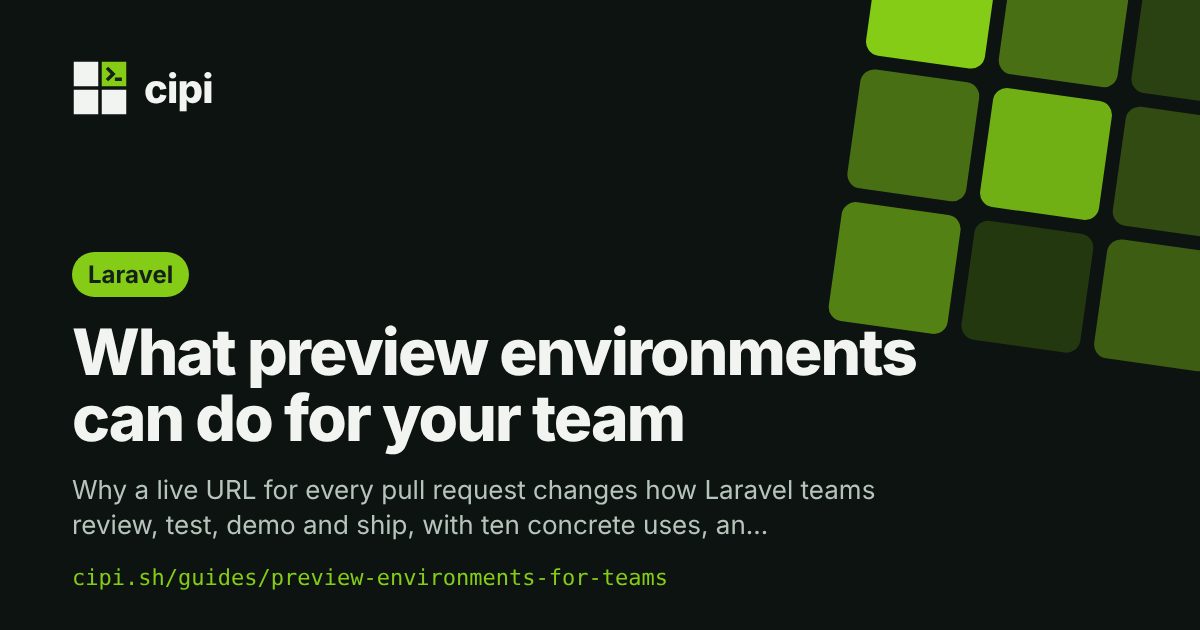 cipi
Laravel
What preview environments
can do for your team
Why a live URL for every pull request changes how Laravel teams
review, test, demo and ship, with ten concrete uses, an...
cipi.sh/guides/preview-environments-for-teams